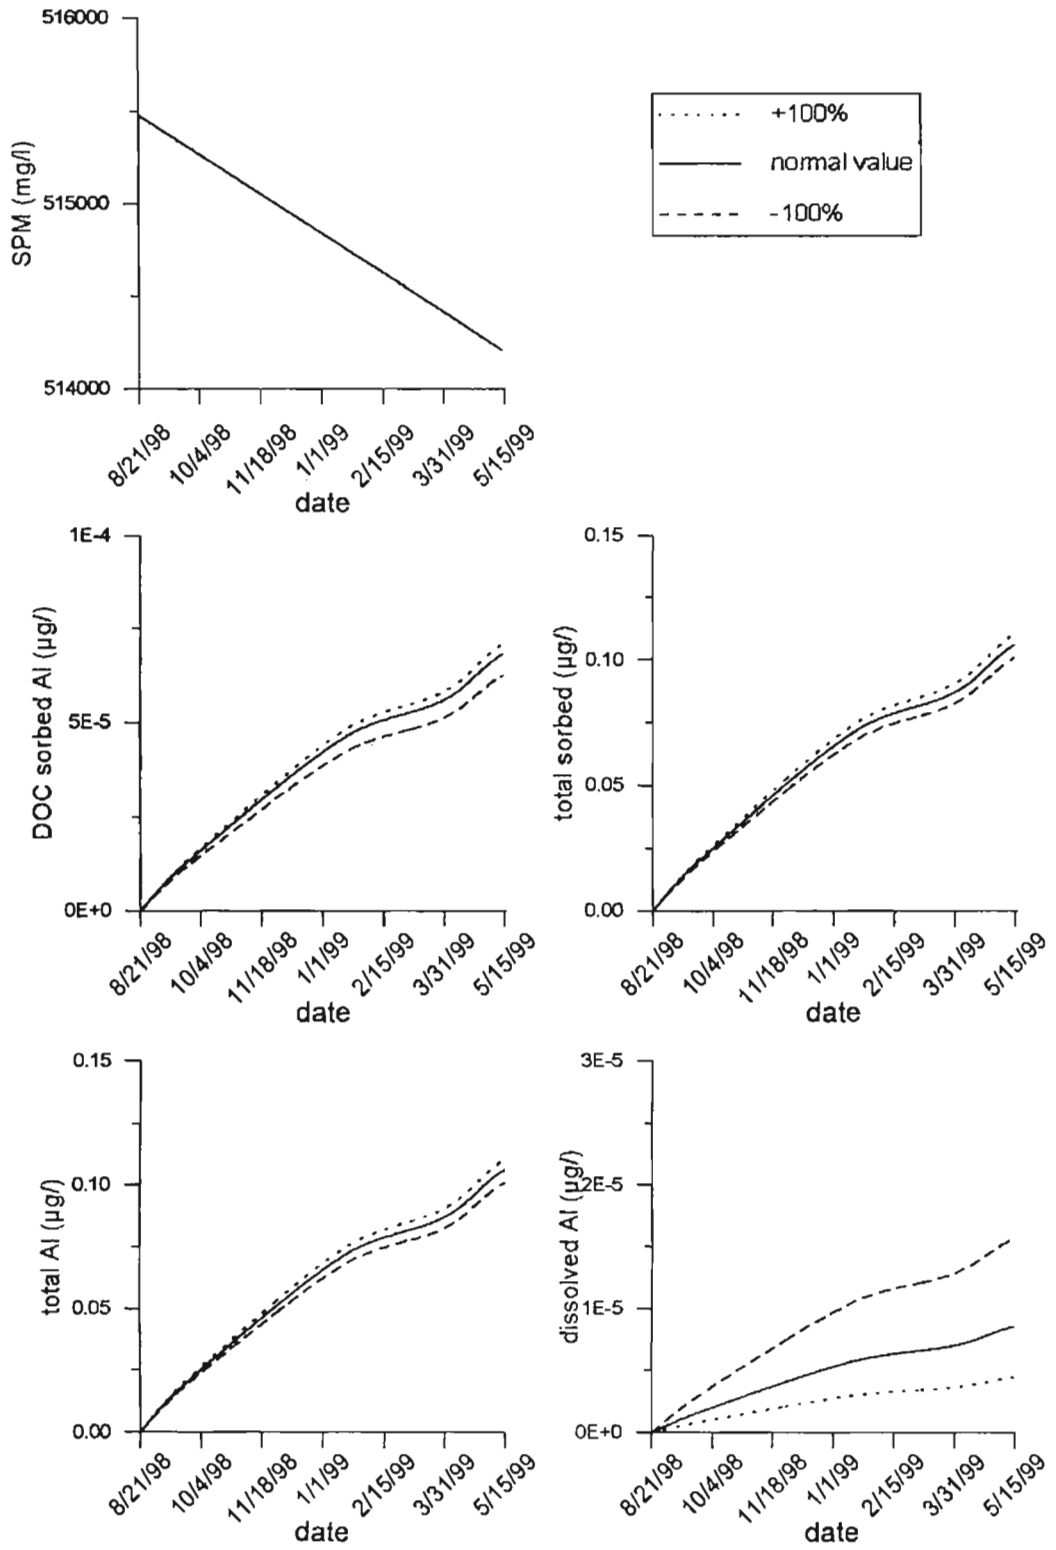 516000
515000
514000
SPM (mg/l)
8/21/98
10/4/98
11/18/98
1/1/99
2/15/99
3/31/99
5/15/99
date
+100%
normal value
-100%
1E-4
5E-5
0E+0
DOC sorbed Al (µg/)
8/21/98
10/4/98
11/18/98
1/1/99
2/15/99
3/31/99
5/15/99
date
0.15
0.10
0.05
0.00
total sorbed (µg/)
8/21/98
10/4/98
11/18/98
1/1/99
2/15/99
3/31/99
5/15/99
date
0.15
0.10
0.05
0.00
total Al (µg/)
8/21/98
10/4/98
11/18/98
1/1/99
2/15/99
3/31/99
5/15/99
date
3E-5
2E-5
1E-5
0E+0
dissolved Al (µg/)
8/21/98
10/4/98
11/18/98
1/1/99
2/15/99
3/31/99
5/15/99
date